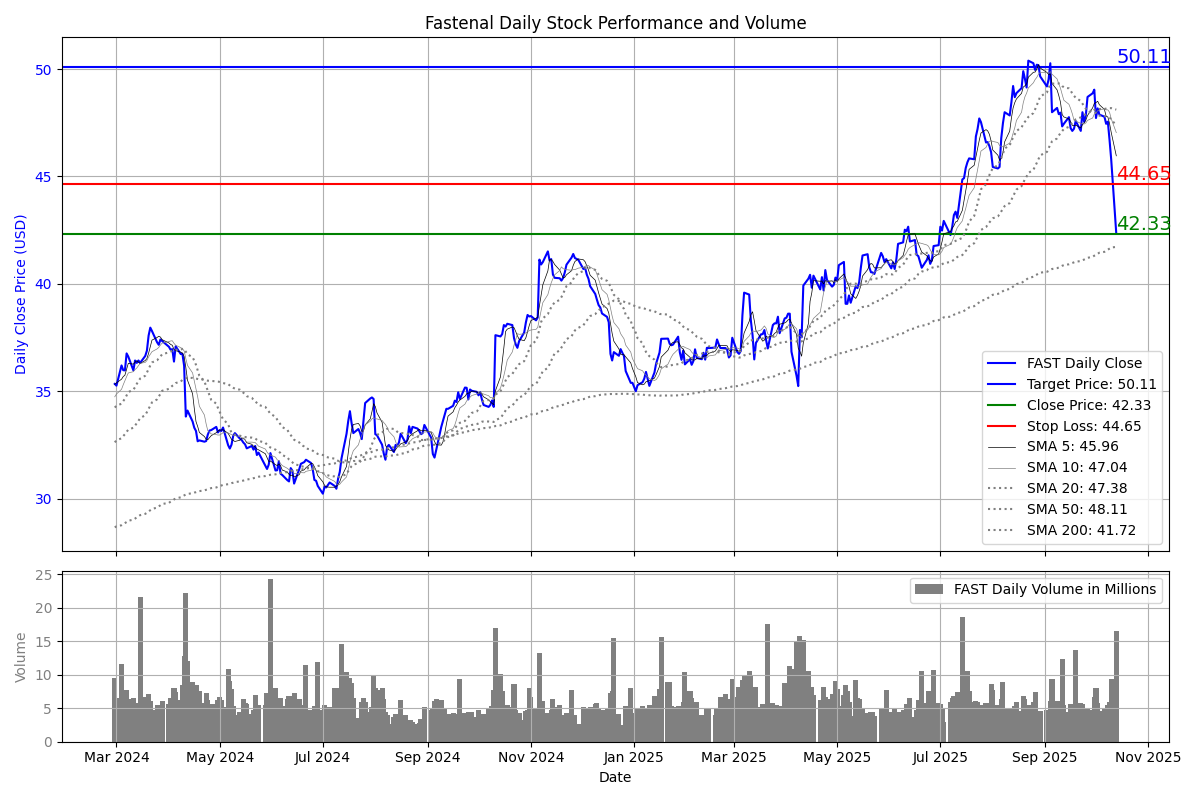 Fastenal Daily Stock Performance and Volume
Daily Close Price (USD)
50
45
40
35
30
50.11
44.65
42.33
FAST Daily Close
Target Price: 50.11
Close Price: 42.33
Stop Loss: 44.65
SMA 5: 45.96
SMA 10: 47.04
SMA 20: 47.38
SMA 50: 48.11
SMA 200: 41.72
Volume
25
20
15
10
5
0
FAST Daily Volume in Millions
Mar 2024 May 2024 Jul 2024 Sep 2024 Nov 2024 Jan 2025 Mar 2025 May 2025 Jul 2025 Sep 2025 Nov 2025
Date